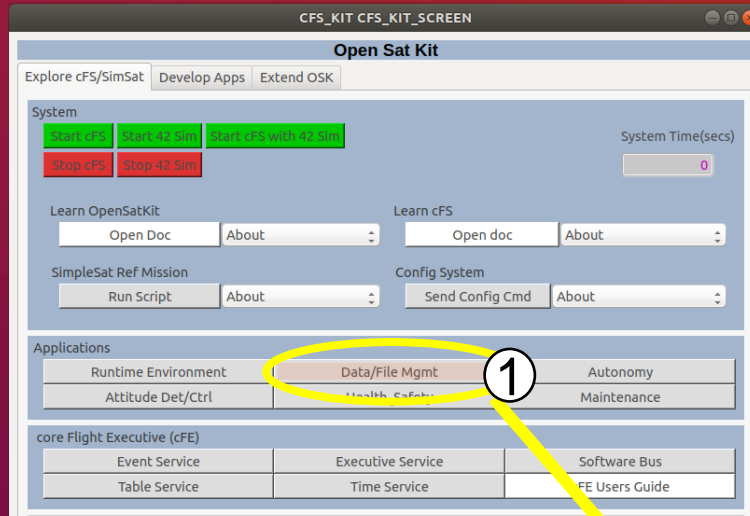 CFS_KIT CFS_KIT_SCREEN
Open Sat Kit
Explore cFS/SimSat Develop Apps Extend OSK
System
Start cFS Start 42 Sim Start cFS with 42 Sim System Time(secs)
Stop cFS Stop 42 Sim 0
Learn OpenSatKit Learn cFS
Open Doc About Open doc About
SimpleSat Ref Mission Config System
Run Script About Send Config Cmd About
Applications
Runtime Environment Data/File Mgmt 1 Autonomy
Attitude Det/Ctrl Health_Safety Maintenance
core Flight Executive (cFE)
Event Service Executive Service Software Bus
Table Service Time Service FE Users Guide